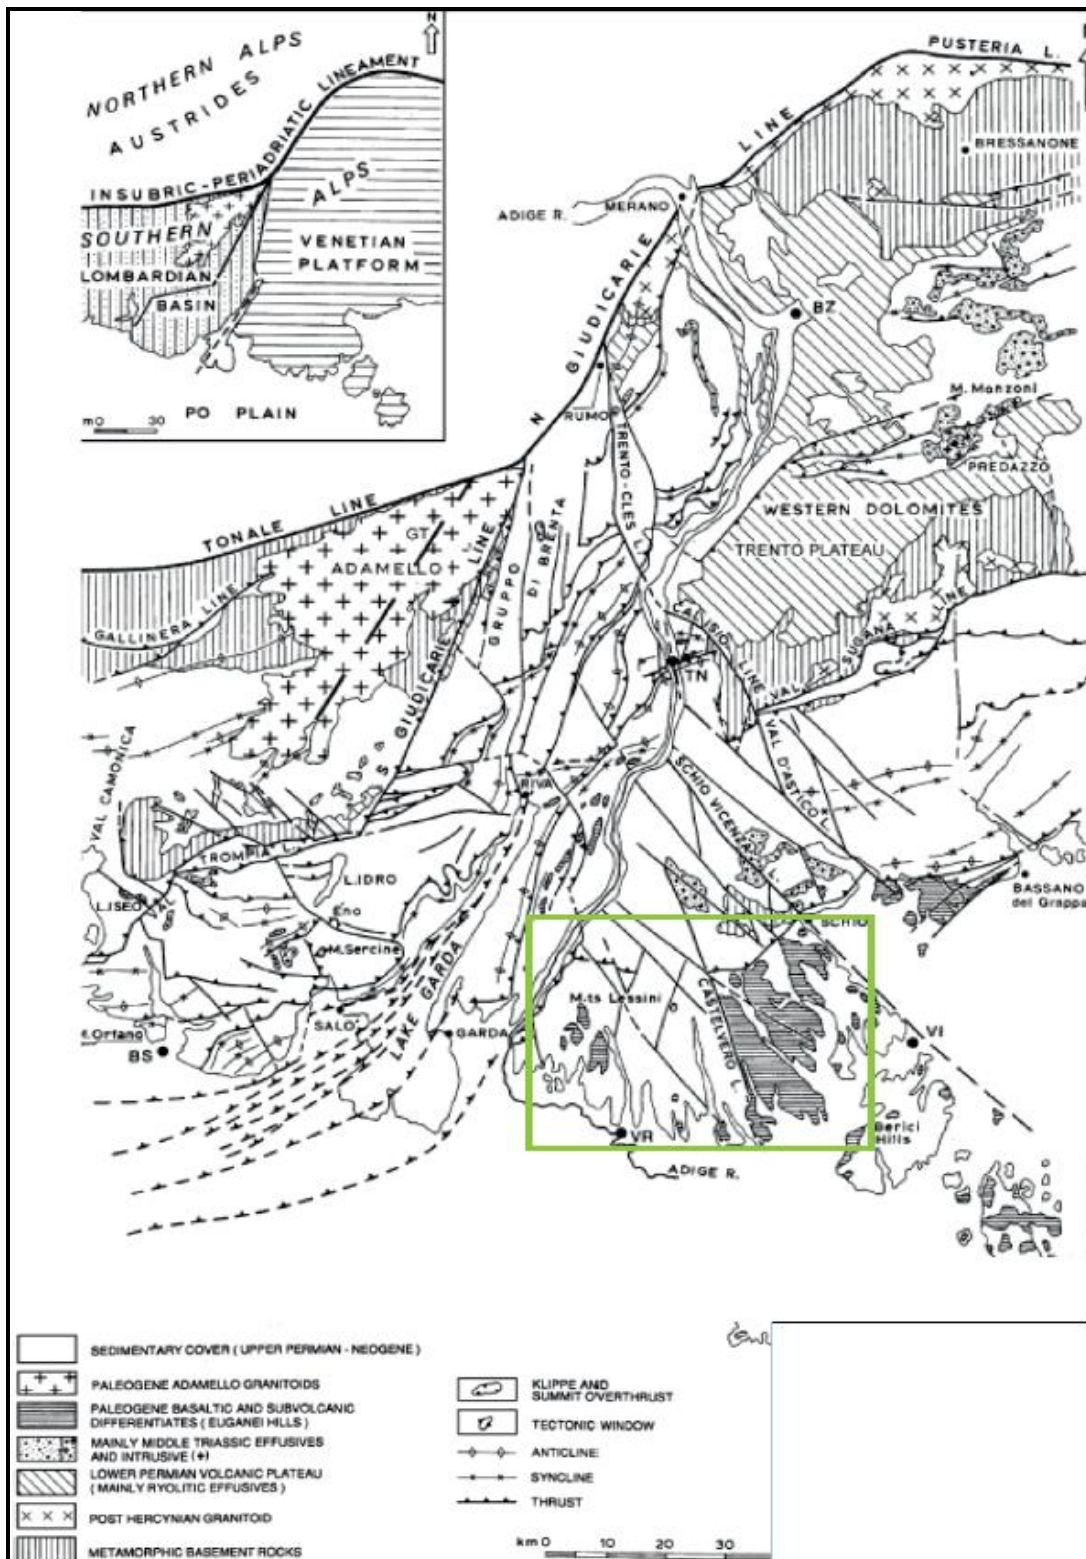 N
NORTHERN ALPS
AUSTRIDES
INSUBRIC-PERIADRIATIC LINEAMENT
ALPS
SOUTHERN
LOMBARDIAN
BASIN
VENETIAN
PLATFORM
PO PLAIN
0 30
PUSTERIA L.
BRESSANONE
LINE
MERANO
ADIGE R.
GIUDICARIE
BZ
N
RUMO
TRENTO-CLES L.
M. Monzoni
PREDAZZO
WESTERN DOLOMITES
TRENTO PLATEAU
TONALE LINE
GT
ADAMELLO
GALLINERA LINE
S GIUDICARIE LINE
GRUPPO
DI BRENTA
CALISIO
LINE
TN
VAL SUGANA LINE
VAL CAMONICA
VAL D'ASTICO L.
SCHIO VICENZA L.
RIVA
VAL TROMPIA L.
L.IDRO
L.ISEO
Eno
M.Sercine
BASSANO
del Grappa
SCHIO
LAKE GARDA
M.ts Lessini
CASTELVERO L.
SALO'
GARDA
Orfano
BS
VI
VR
Berici
Hills
ADIGE R.
SEDIMENTARY COVER ( UPPER PERMIAN - NEOGENE )
PALEOGENE ADAMELLO GRANITOIDS
PALEOGENE BASALTIC AND SUBVOLCANIC
DIFFERENTIATES ( EUGANEI HILLS )
MAINLY MIDDLE TRIASSIC EFFUSIVES
AND INTRUSIVE (+)
LOWER PERMIAN VOLCANIC PLATEAU
( MAINLY RYOLITIC EFFUSIVES )
POST HERCYNIAN GRANITOID
METAMORPHIC BASEMENT ROCKS
KLIPPE AND
SUMMIT OVERTHRUST
TECTONIC WINDOW
ANTICLINE
SYNCLINE
THRUST
km 0 10 20 30